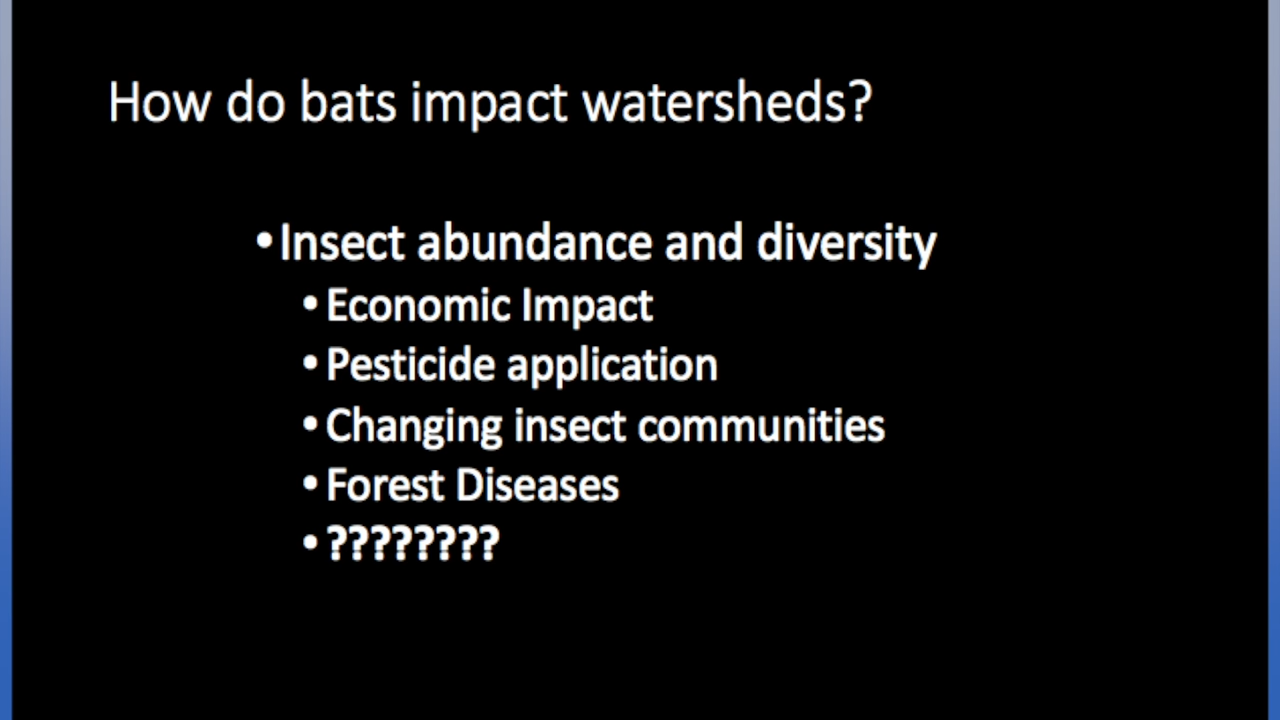 How do bats impact watersheds?
•Insect abundance and diversity
•Economic Impact
•Pesticide application
•Changing insect communities
•Forest Diseases
•????????